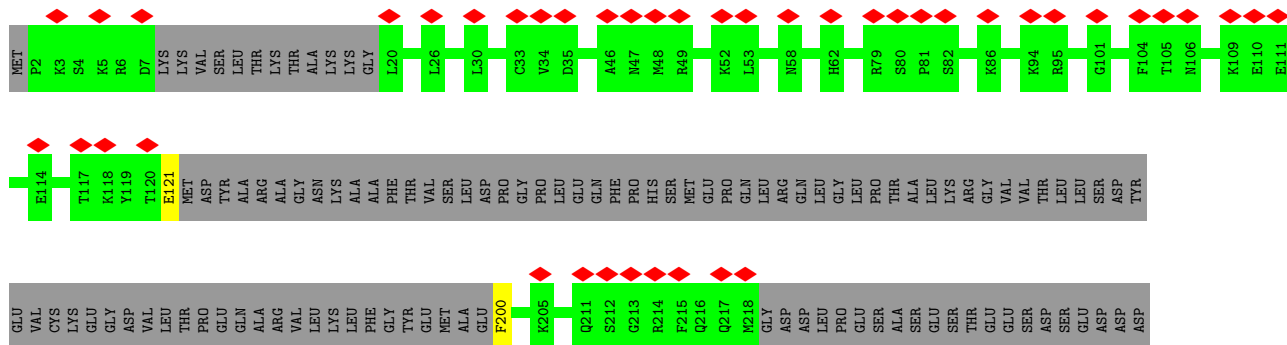 MET P2 K3 S4 K5 R6 D7 LYS LYS VAL SER LEU THR LYS THR ALA LYS LYS GLY L20 L26 L30 C33 V34 D35 A46 N47 M48 R49 K52 L53 N58 H62 R79 S80 P81 S82 K86 K94 R95 G101 F104 T105 N106 K109 E110 E111
E114 T117 K118 Y119 T120 E121 MET ASP TYR ALA ARG ALA GLY ASN LYS ALA ALA PHE THR VAL SER LEU ASP PRO GLY PRO LEU GLU GLN PHE PRO HIS SER MET GLU PRO GLN LEU ARG GLN LEU GLY LEU PRO THR ALA LEU LYS ARG GLY VAL VAL THR LEU LEU SER ASP TYR
GLU VAL CYS LYS GLU GLY ASP VAL LEU THR PRO GLU GLN ALA ARG VAL LEU LYS LEU PHE GLY TYR GLU MET ALA GLU F200 K205 Q211 S212 G213 R214 F215 Q216 Q217 M218 GLY ASP ASP LEU PRO GLU SER ALA SER GLU SER THR GLU GLU SER ASP SER GLU ASP ASP ASP